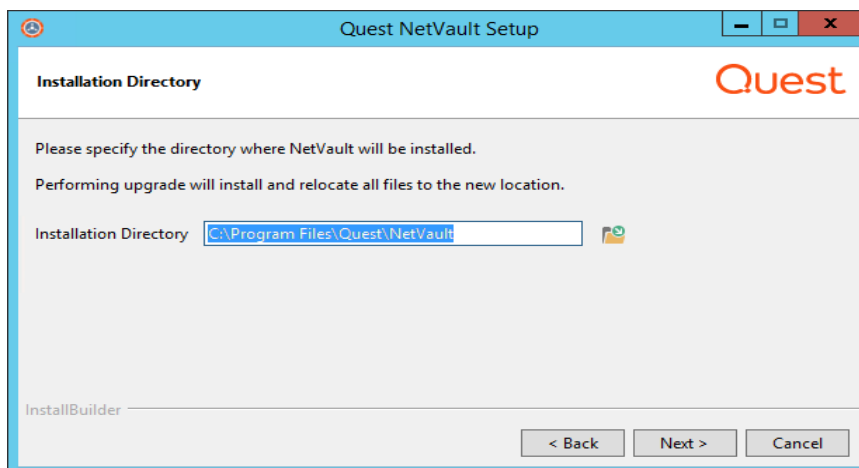 Quest NetVault Setup
Installation Directory
Quest
Please specify the directory where NetVault will be installed.
Performing upgrade will install and relocate all files to the new location.
Installation Directory C:\Program Files\Quest\NetVault
InstallBuilder
< Back Next > Cancel